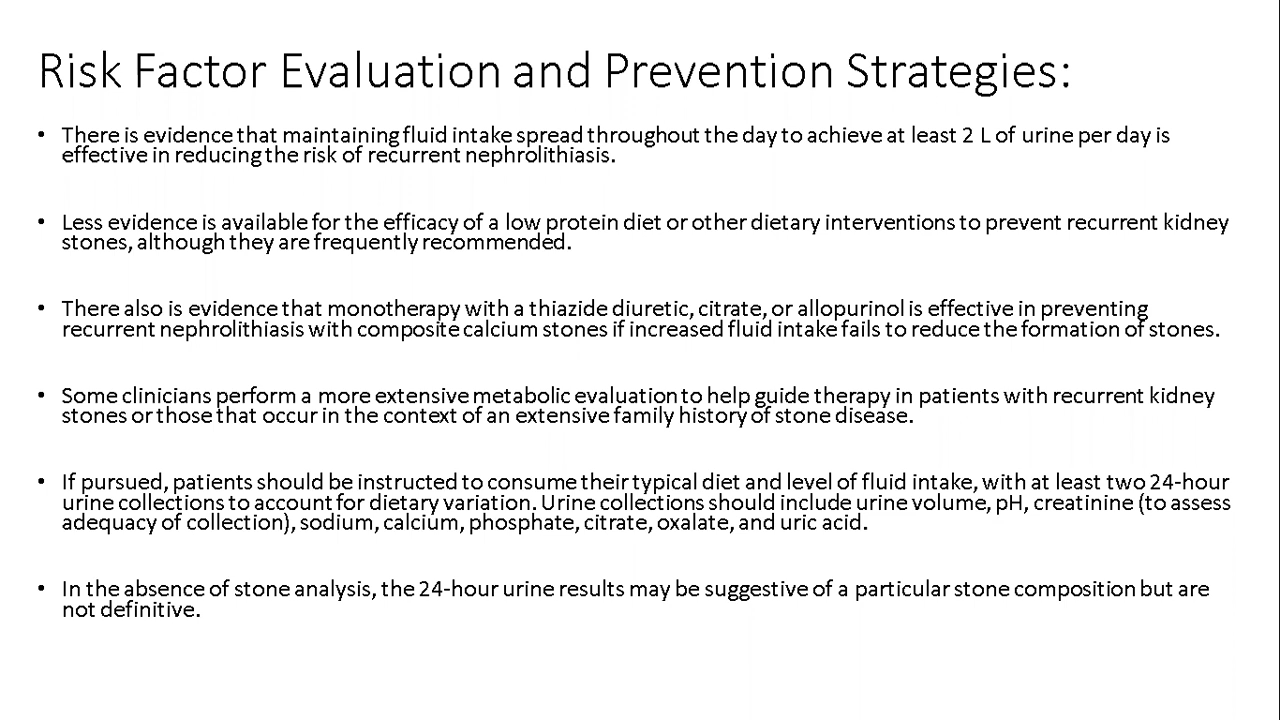 Risk Factor Evaluation and Prevention Strategies:
• There is evidence that maintaining fluid intake spread throughout the day to achieve at least 2 L of urine per day is
effective in reducing the risk of recurrent nephrolithiasis.
• Less evidence is available for the efficacy of a low protein diet or other dietary interventions to prevent recurrent kidney
stones, although they are frequently recommended.
• There also is evidence that monotherapy with a thiazide diuretic, citrate, or allopurinol is effective in preventing
recurrent nephrolithiasis with composite calcium stones if increased fluid intake fails to reduce the formation of stones.
• Some clinicians perform a more extensive metabolic evaluation to help guide therapy in patients with recurrent kidney
stones or those that occur in the context of an extensive family history of stone disease.
• If pursued, patients should be instructed to consume their typical diet and level of fluid intake, with at least two 24-hour
urine collections to account for dietary variation. Urine collections should include urine volume, pH, creatinine (to assess
adequacy of collection), sodium, calcium, phosphate, citrate, oxalate, and uric acid.
• In the absence of stone analysis, the 24-hour urine results may be suggestive of a particular stone composition but are
not definitive.